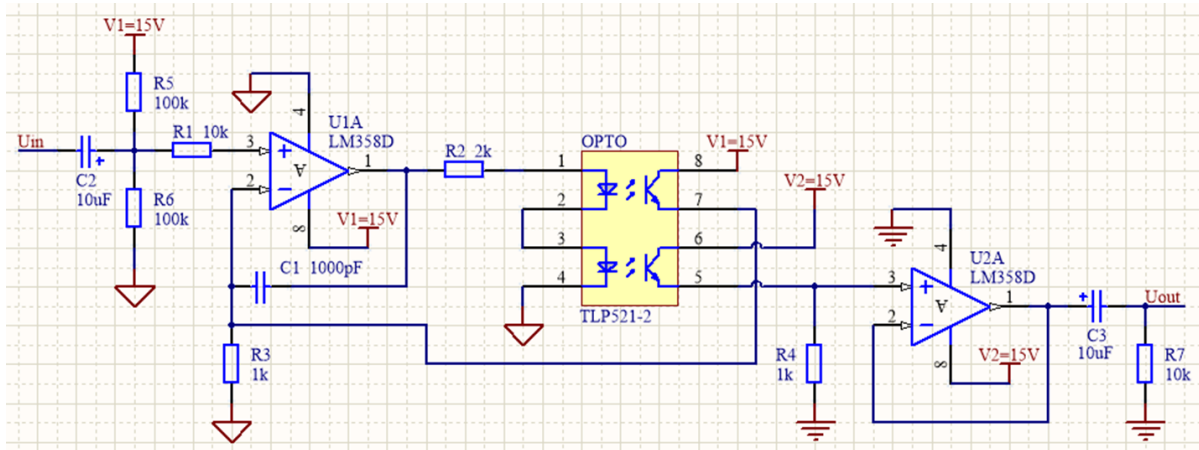 V1=15V
R5
100k
Uin
C2
10uF
+
R6
100k
R1 10k
3
2
+
−
A
4
8
U1A
LM358D
1
V1=15V
C1 1000pF
R3
1k
R2 2k
OPTO
1
2
3
4
8
7
6
5
TLP521-2
V1=15V
V2=15V
R4
1k
3
2
+
−
A
4
8
U2A
LM358D
1
V2=15V
+
C3
10uF
Uout
R7
10k